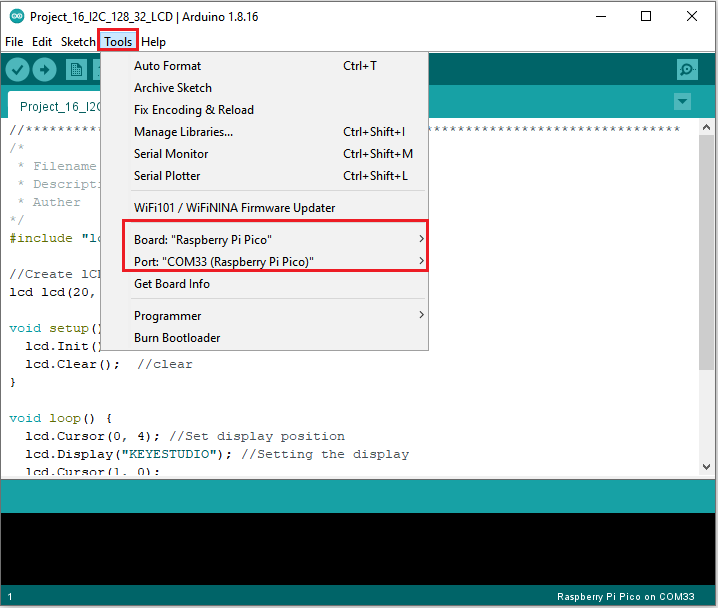 Project_16_I2C_128_32_LCD | Arduino 1.8.16
File Edit Sketch Tools Help
Auto Format Ctrl+T
Archive Sketch
Fix Encoding & Reload
Manage Libraries... Ctrl+Shift+I
Serial Monitor Ctrl+Shift+M
Serial Plotter Ctrl+Shift+L
WiFi101 / WiFiNINA Firmware Updater
Board: "Raspberry Pi Pico"
Port: "COM33 (Raspberry Pi Pico)"
Get Board Info
Programmer
Burn Bootloader
Project_16_I2C
//**********
******************************
/*
* Filename
* Descripti
* Auther
*/
#include "lc
//Create lCD
lcd lcd(20,
void setup()
lcd.Init()
lcd.Clear(); //clear
}
void loop() {
lcd.Cursor(0, 4); //Set display position
lcd.Display("KEYESTUDIO"); //Setting the display
lcd.Cursor(1, 0);
1 Raspberry Pi Pico on COM33